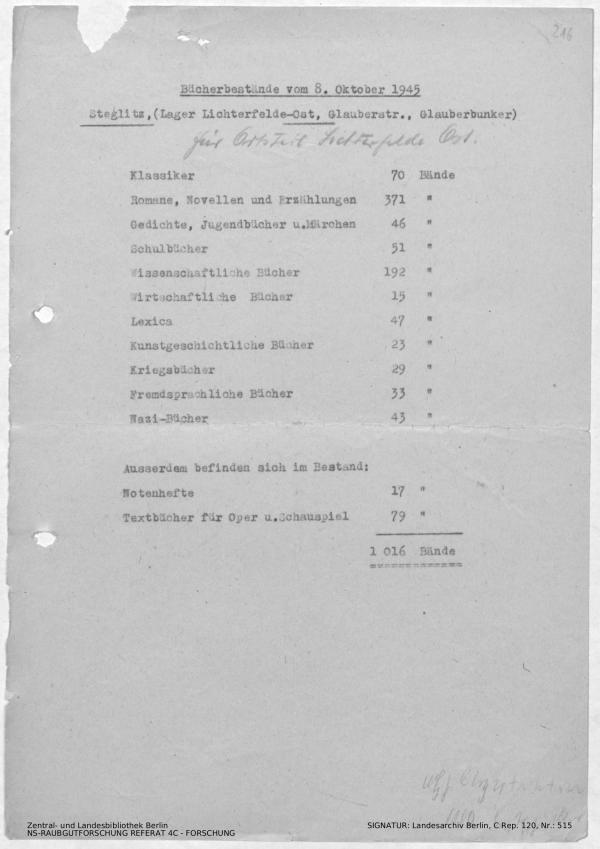 216
Bücherbestände vom 8. Oktober 1945
Steglitz,(Lager Lichterfelde-Ost, Glauberstr., Glauberbunker)
für Ortsteil Lichterfelde Ost.
Klassiker 70 Bände
Romane, Novellen und Erzählungen 371 "
Gedichte, Jugendbücher u.Märchen 46 "
Schulbücher 51 "
Wissenschaftliche Bücher 192 "
Wirtschaftliche Bücher 15 "
Lexica 47 "
Kunstgeschichtliche Bücher 23 "
Kriegsbücher 29 "
Fremdsprachliche Bücher 33 "
Nazi-Bücher 43 "
Ausserdem befinden sich im Bestand:
Notenhefte 17 "
Textbücher für Oper u.Schauspiel 79 "
1 016 Bände
Zentral- und Landesbibliothek Berlin
NS-RAUBGUTFORSCHUNG REFERAT 4C - FORSCHUNG
SIGNATUR: Landesarchiv Berlin, C Rep. 120, Nr.: 515